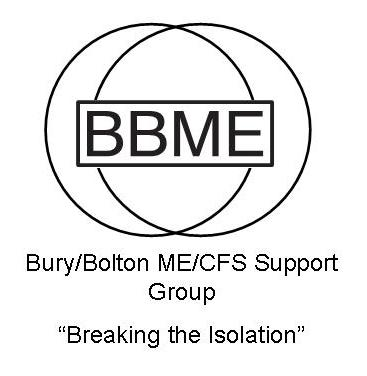 BBME
Bury/Bolton ME/CFS Support
Group
“Breaking the Isolation”